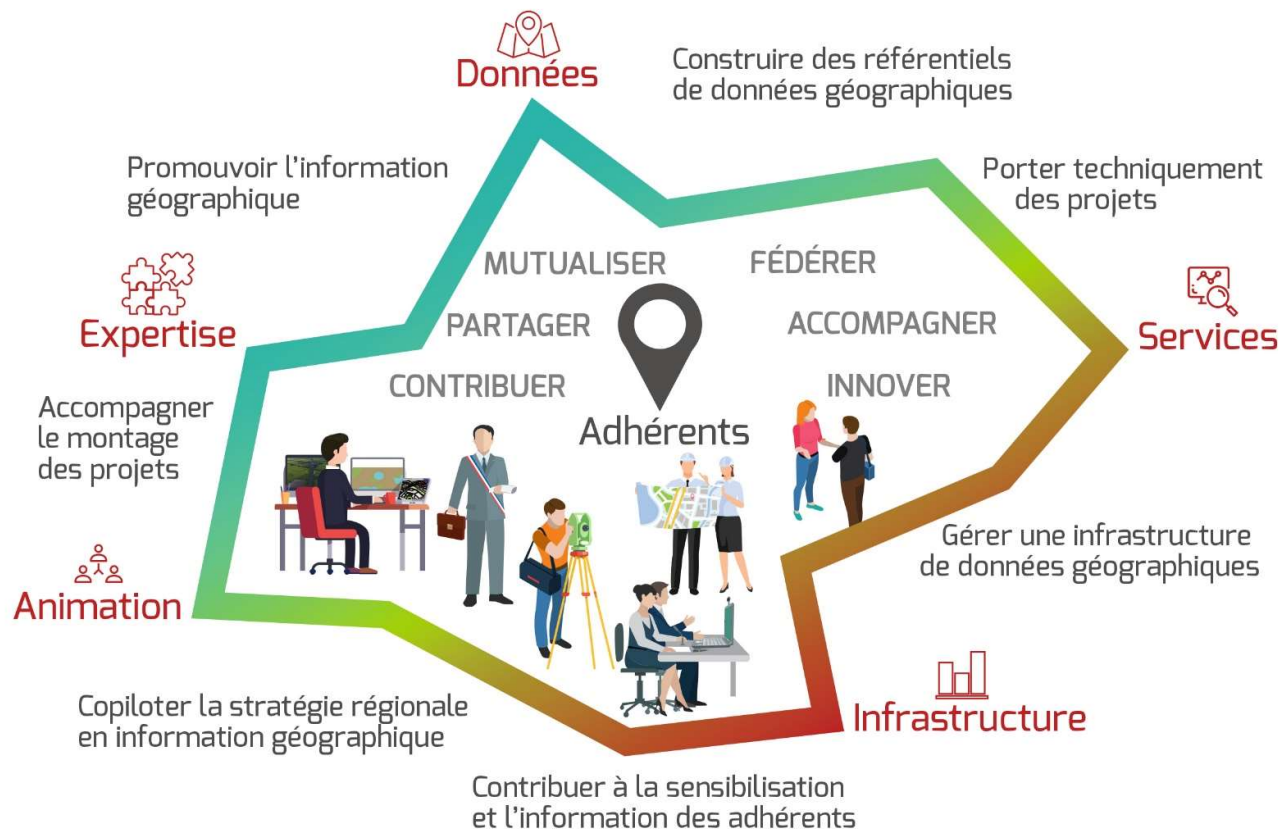 Données
Construire des référentiels
de données géographiques
Promouvoir l'information
géographique
Porter techniquement
des projets
MUTUALISER
FÉDÉRER
Expertise
PARTAGER
ACCOMPAGNER
Services
CONTRIBUER
INNOVER
Accompagner
le montage
des projets
Adhérents
Gérer une infrastructure
de données géographiques
Animation
Infrastructure
Copiloter la stratégie régionale
en information géographique
Contribuer à la sensibilisation
et l'information des adhérents